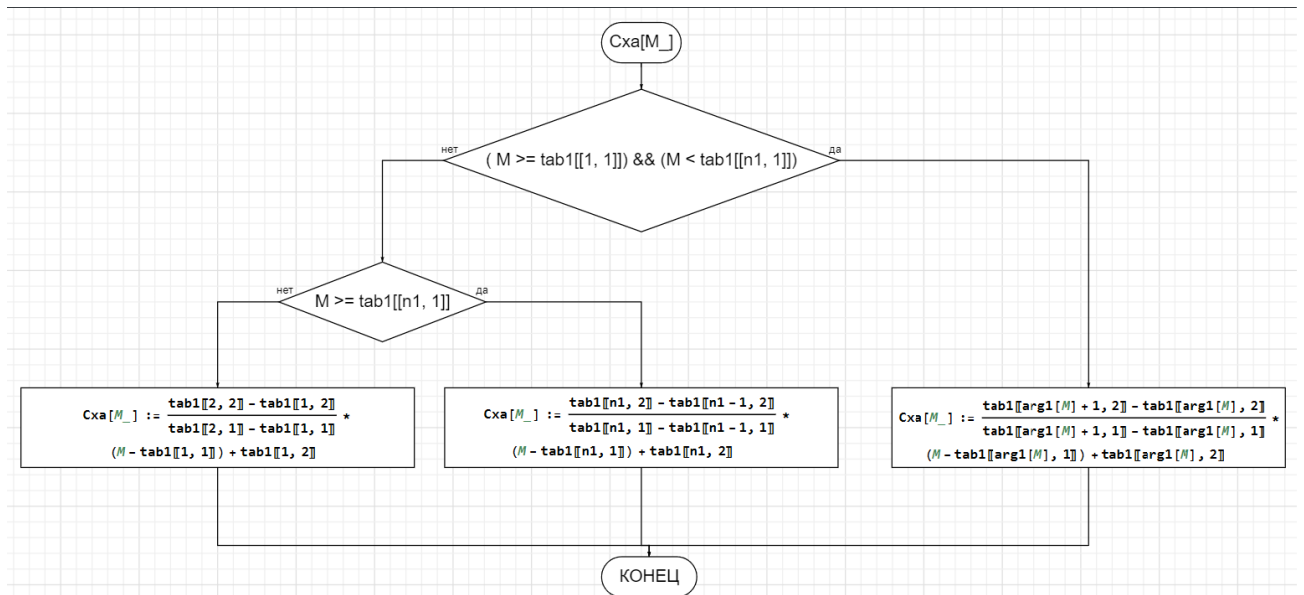 Cxa[M_]
нет
да
( M >= tab1[[1, 1]]) && (M < tab1[[n1, 1]])
нет
да
M >= tab1[[n1, 1]]
tab1〚2, 2〛 - tab1〚1, 2〛
Cxa[M_] := *
tab1〚2, 1〛 - tab1〚1, 1〛
(M - tab1〚1, 1〛) + tab1〚1, 2〛
tab1〚n1, 2〛 - tab1〚n1 - 1, 2〛
Cxa[M_] := *
tab1〚n1, 1〛 - tab1〚n1 - 1, 1〛
(M - tab1〚n1, 1〛) + tab1〚n1, 2〛
tab1〚arg1[M] + 1, 2〛 - tab1〚arg1[M], 2〛
Cxa[M_] := *
tab1〚arg1[M] + 1, 1〛 - tab1〚arg1[M], 1〛
(M - tab1〚arg1[M], 1〛) + tab1〚arg1[M], 2〛
КОНЕЦ